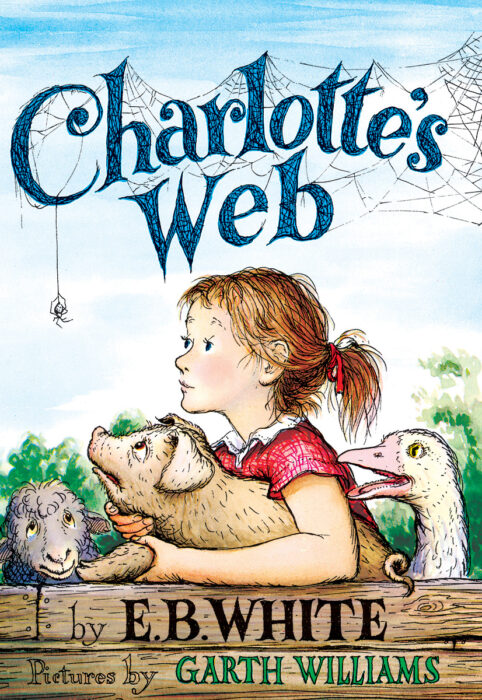 Charlotte's
Web
by E.B. WHITE
Pictures by GARTH WILLIAMS